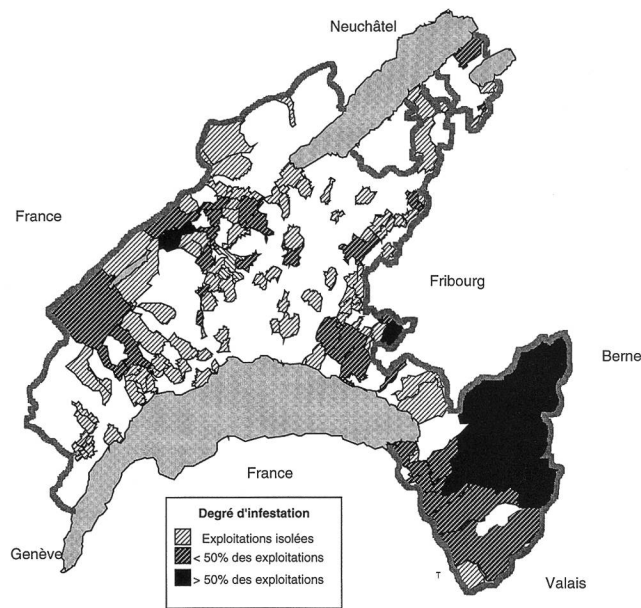 Neuchâtel
France
Fribourg
Berne
France
Degré d'infestation
Exploitations isolées
< 50% des exploitations
> 50% des exploitations
Genève
T
Valais